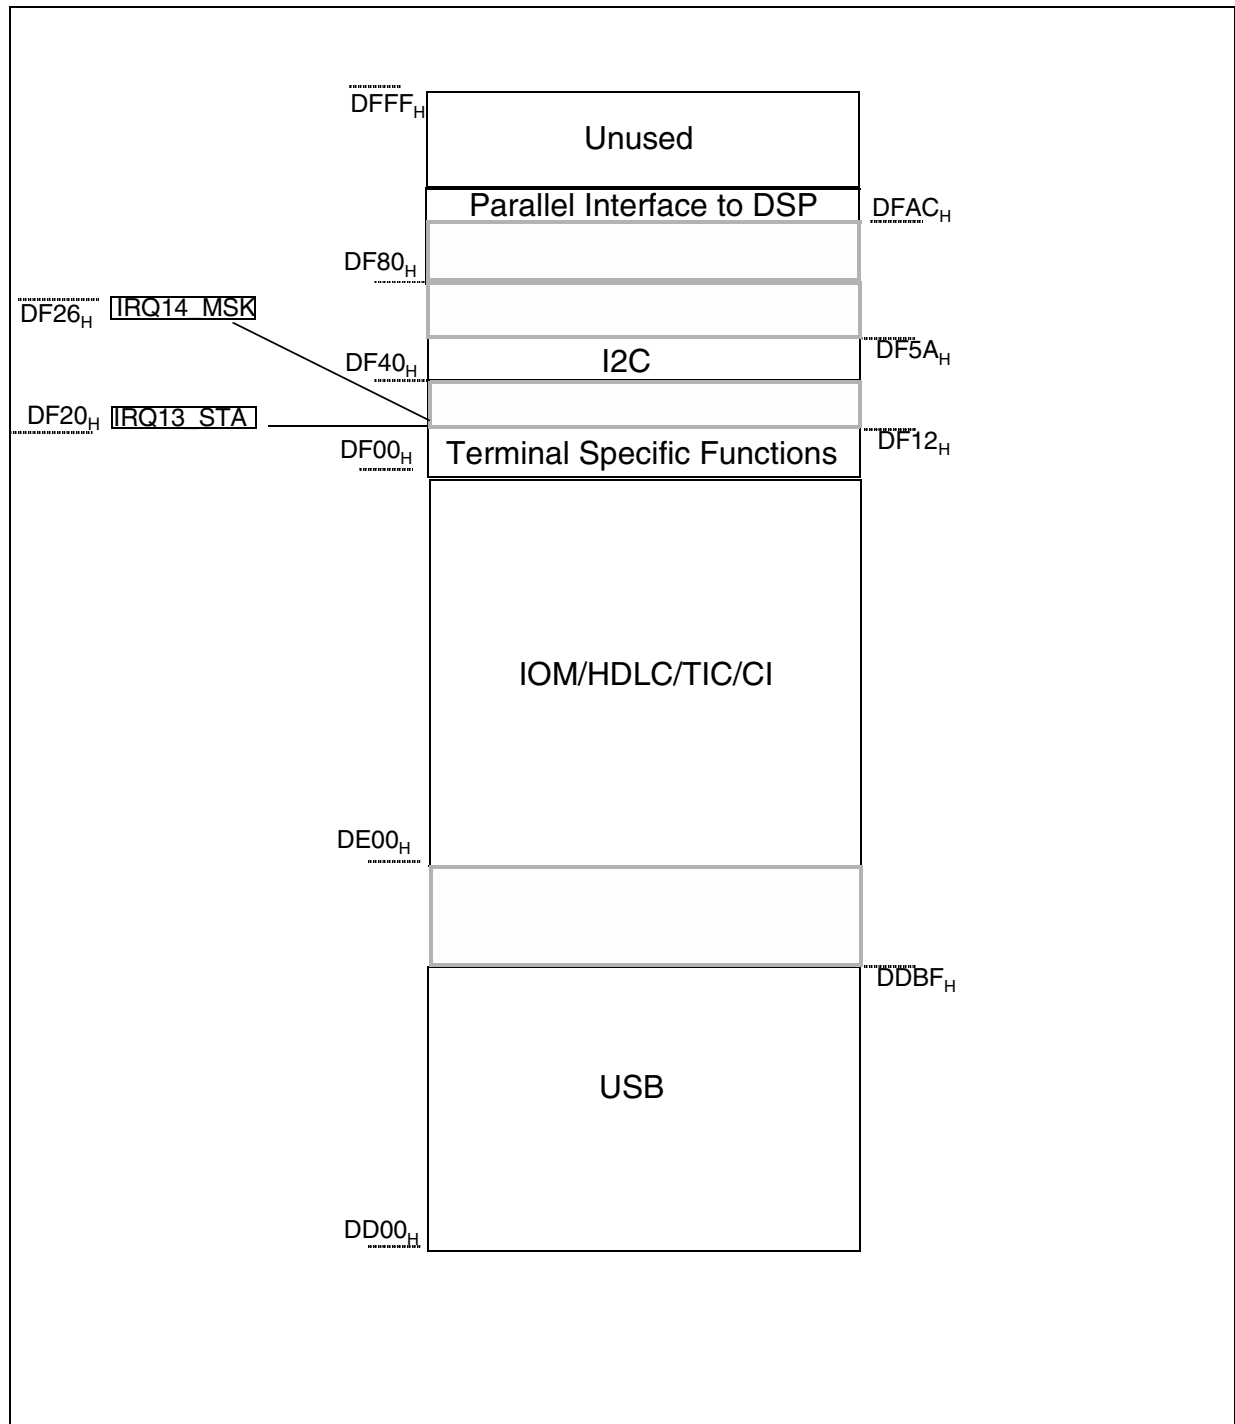 DFFFH
Unused
Parallel Interface to DSP
DFACH
DF80H
DF26H
IRQ14_MSK
DF5AH
DF40H
I2C
DF20H
IRQ13_STA
DF12H
DF00H
Terminal Specific Functions
IOM/HDLC/TIC/CI
DE00H
DDBFH
USB
DD00H